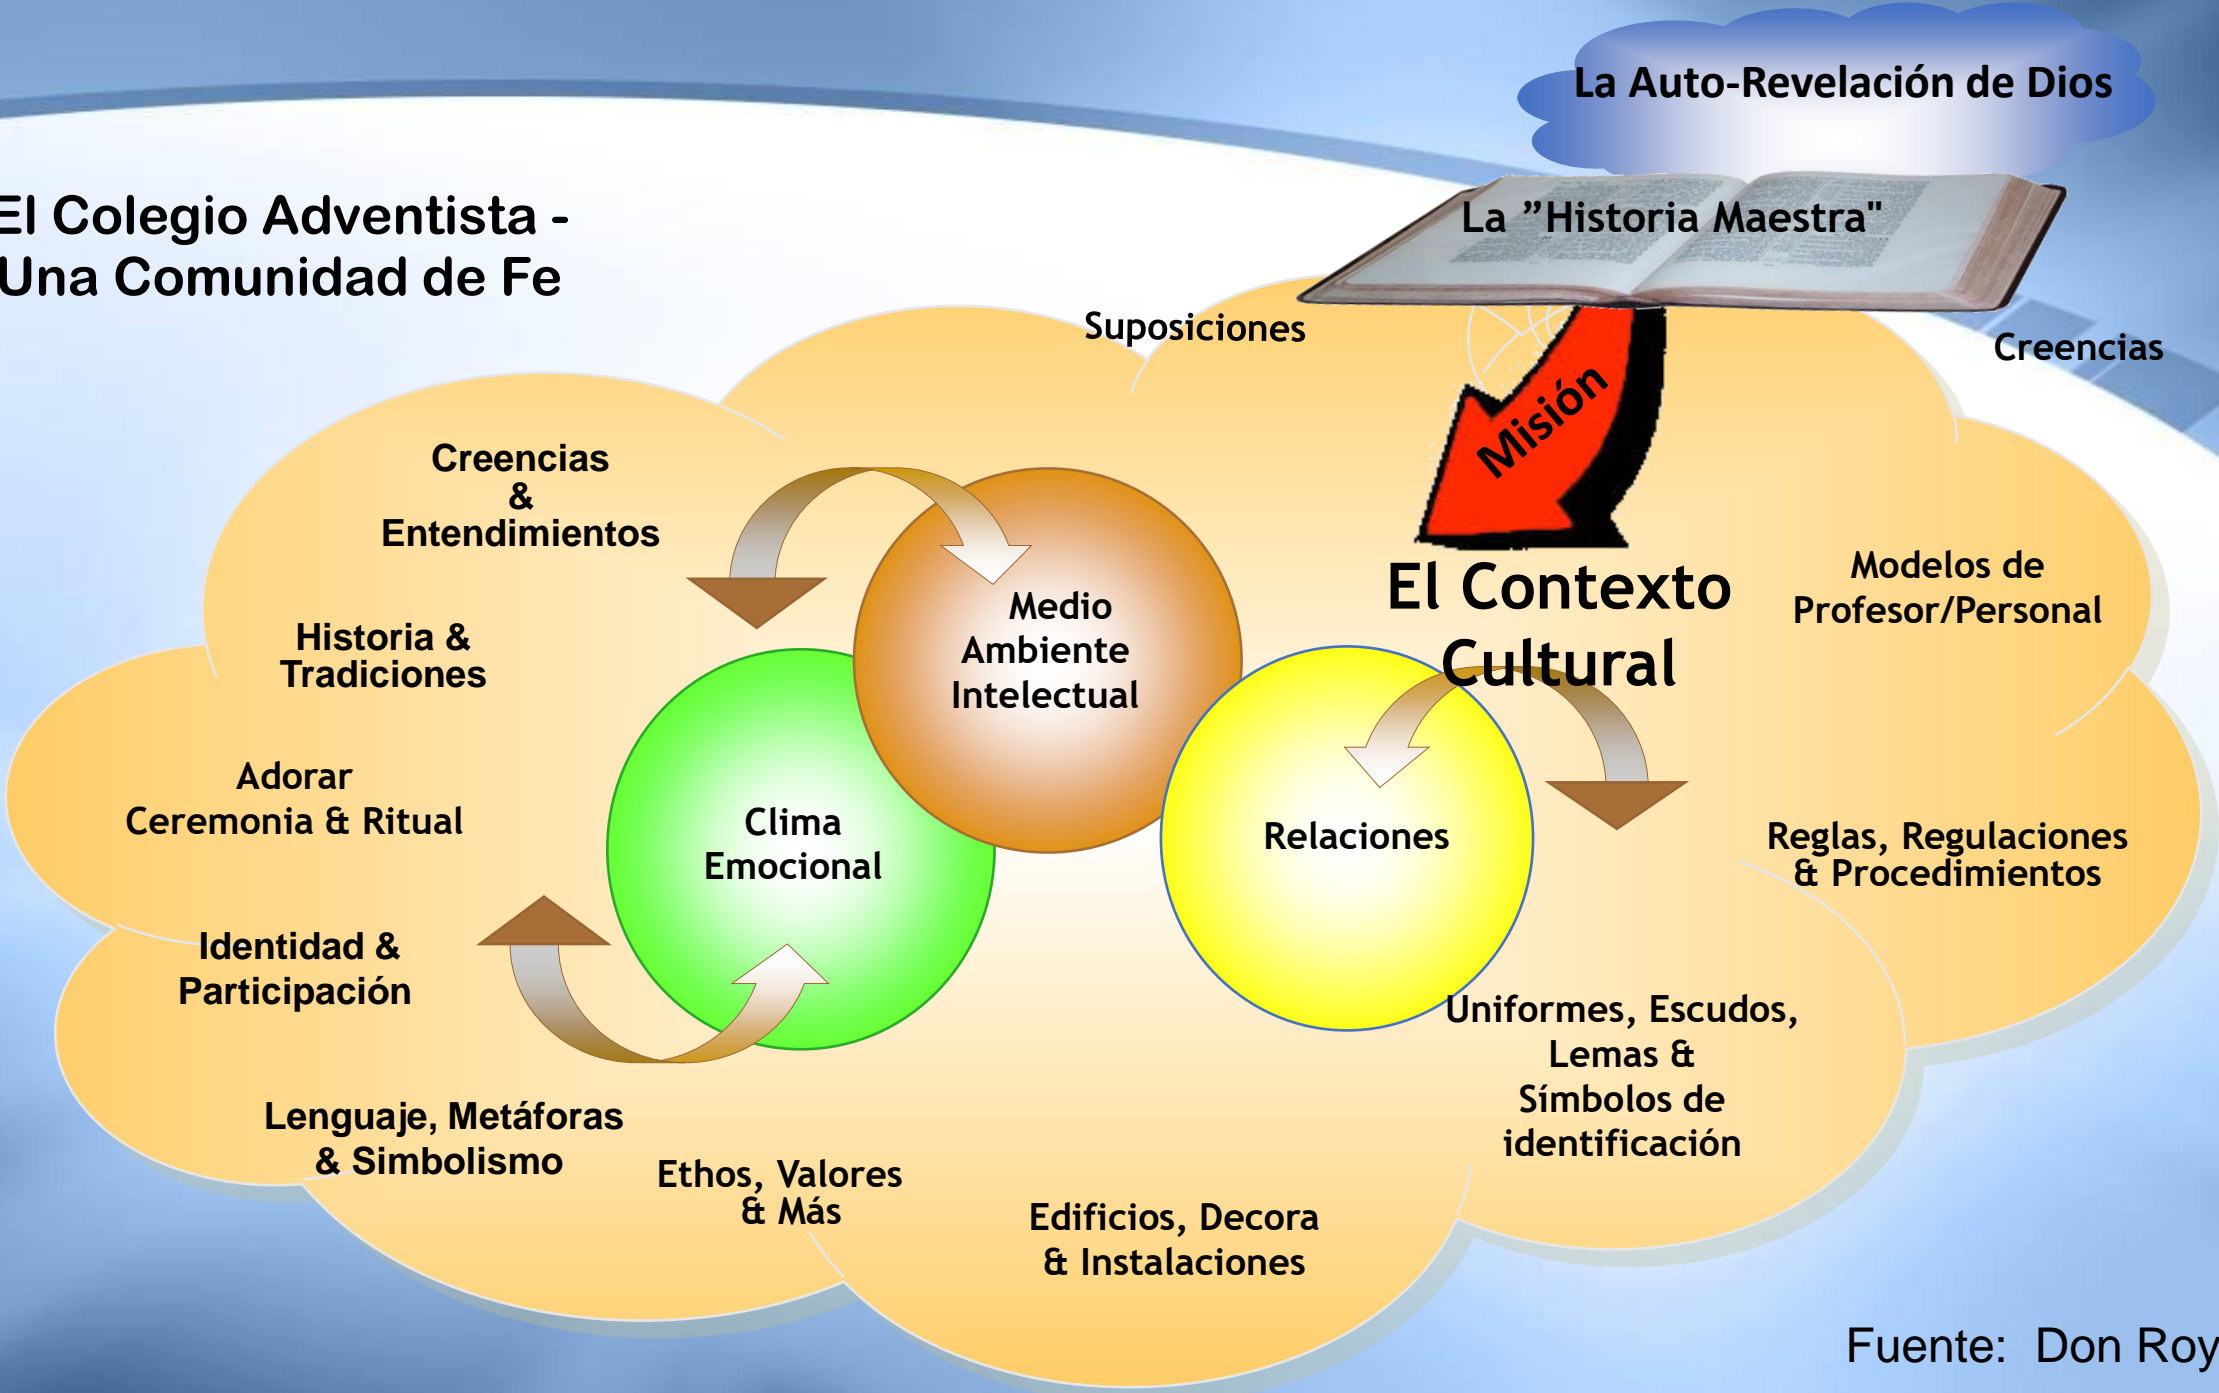 La Auto-Revelación de Dios
La ”Historia Maestra"
El Colegio Adventista -
Una Comunidad de Fe
Suposiciones
Creencias
Misión
Creencias
&
Entendimientos
Medio
Ambiente
Intelectual
El Contexto
Cultural
Modelos de
Profesor/Personal
Historia &
Tradiciones
Adorar
Ceremonia & Ritual
Clima
Emocional
Relaciones
Reglas, Regulaciones
& Procedimientos
Identidad &
Participación
Uniformes, Escudos,
Lemas &
Símbolos de
identificación
Lenguaje, Metáforas
& Simbolismo
Ethos, Valores
& Más
Edificios, Decora
& Instalaciones
Fuente: Don Roy